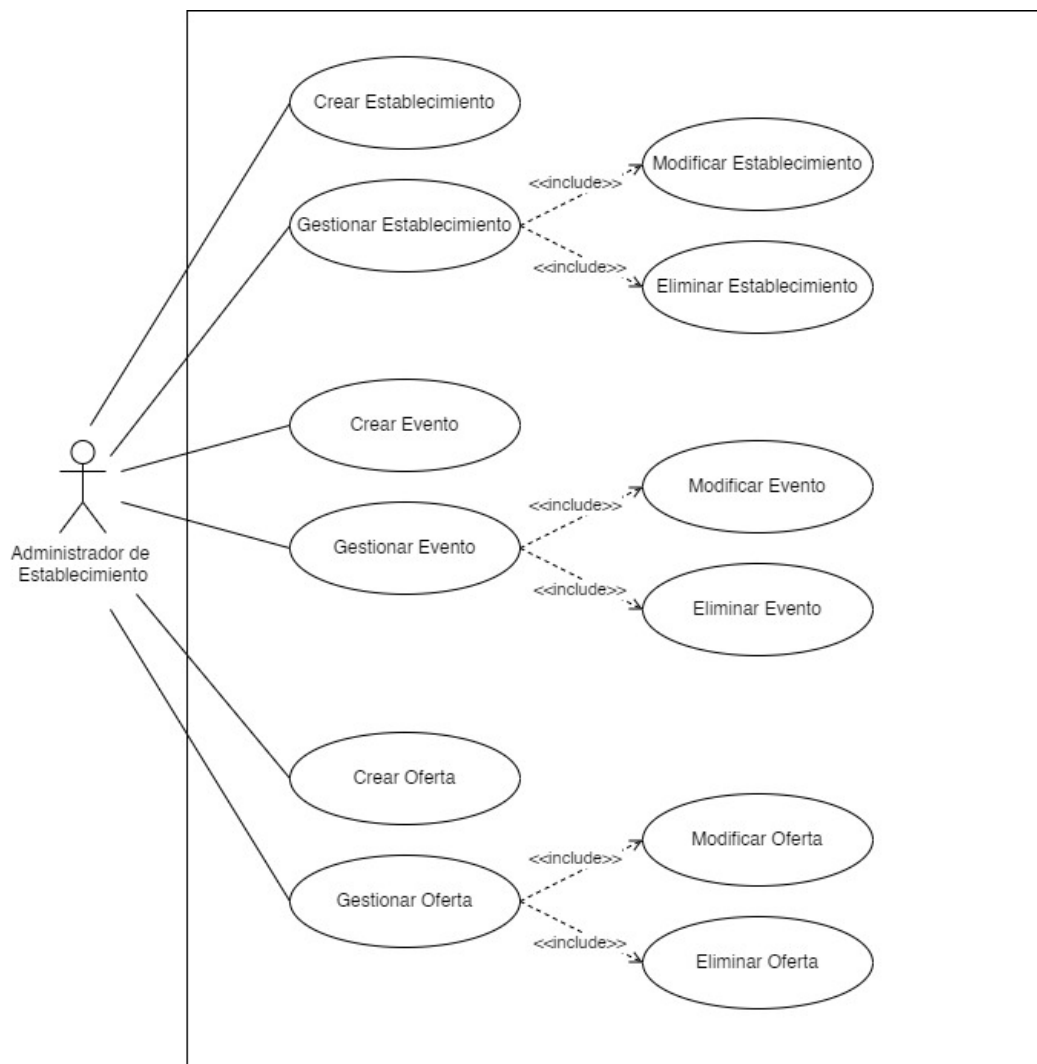 Crear Establecimiento
Gestionar Establecimiento
<<include>>
Modificar Establecimiento
<<include>>
Eliminar Establecimiento
Crear Evento
Gestionar Evento
<<include>>
Modificar Evento
<<include>>
Eliminar Evento
Administrador de
Establecimiento
Crear Oferta
Gestionar Oferta
<<include>>
Modificar Oferta
<<include>>
Eliminar Oferta